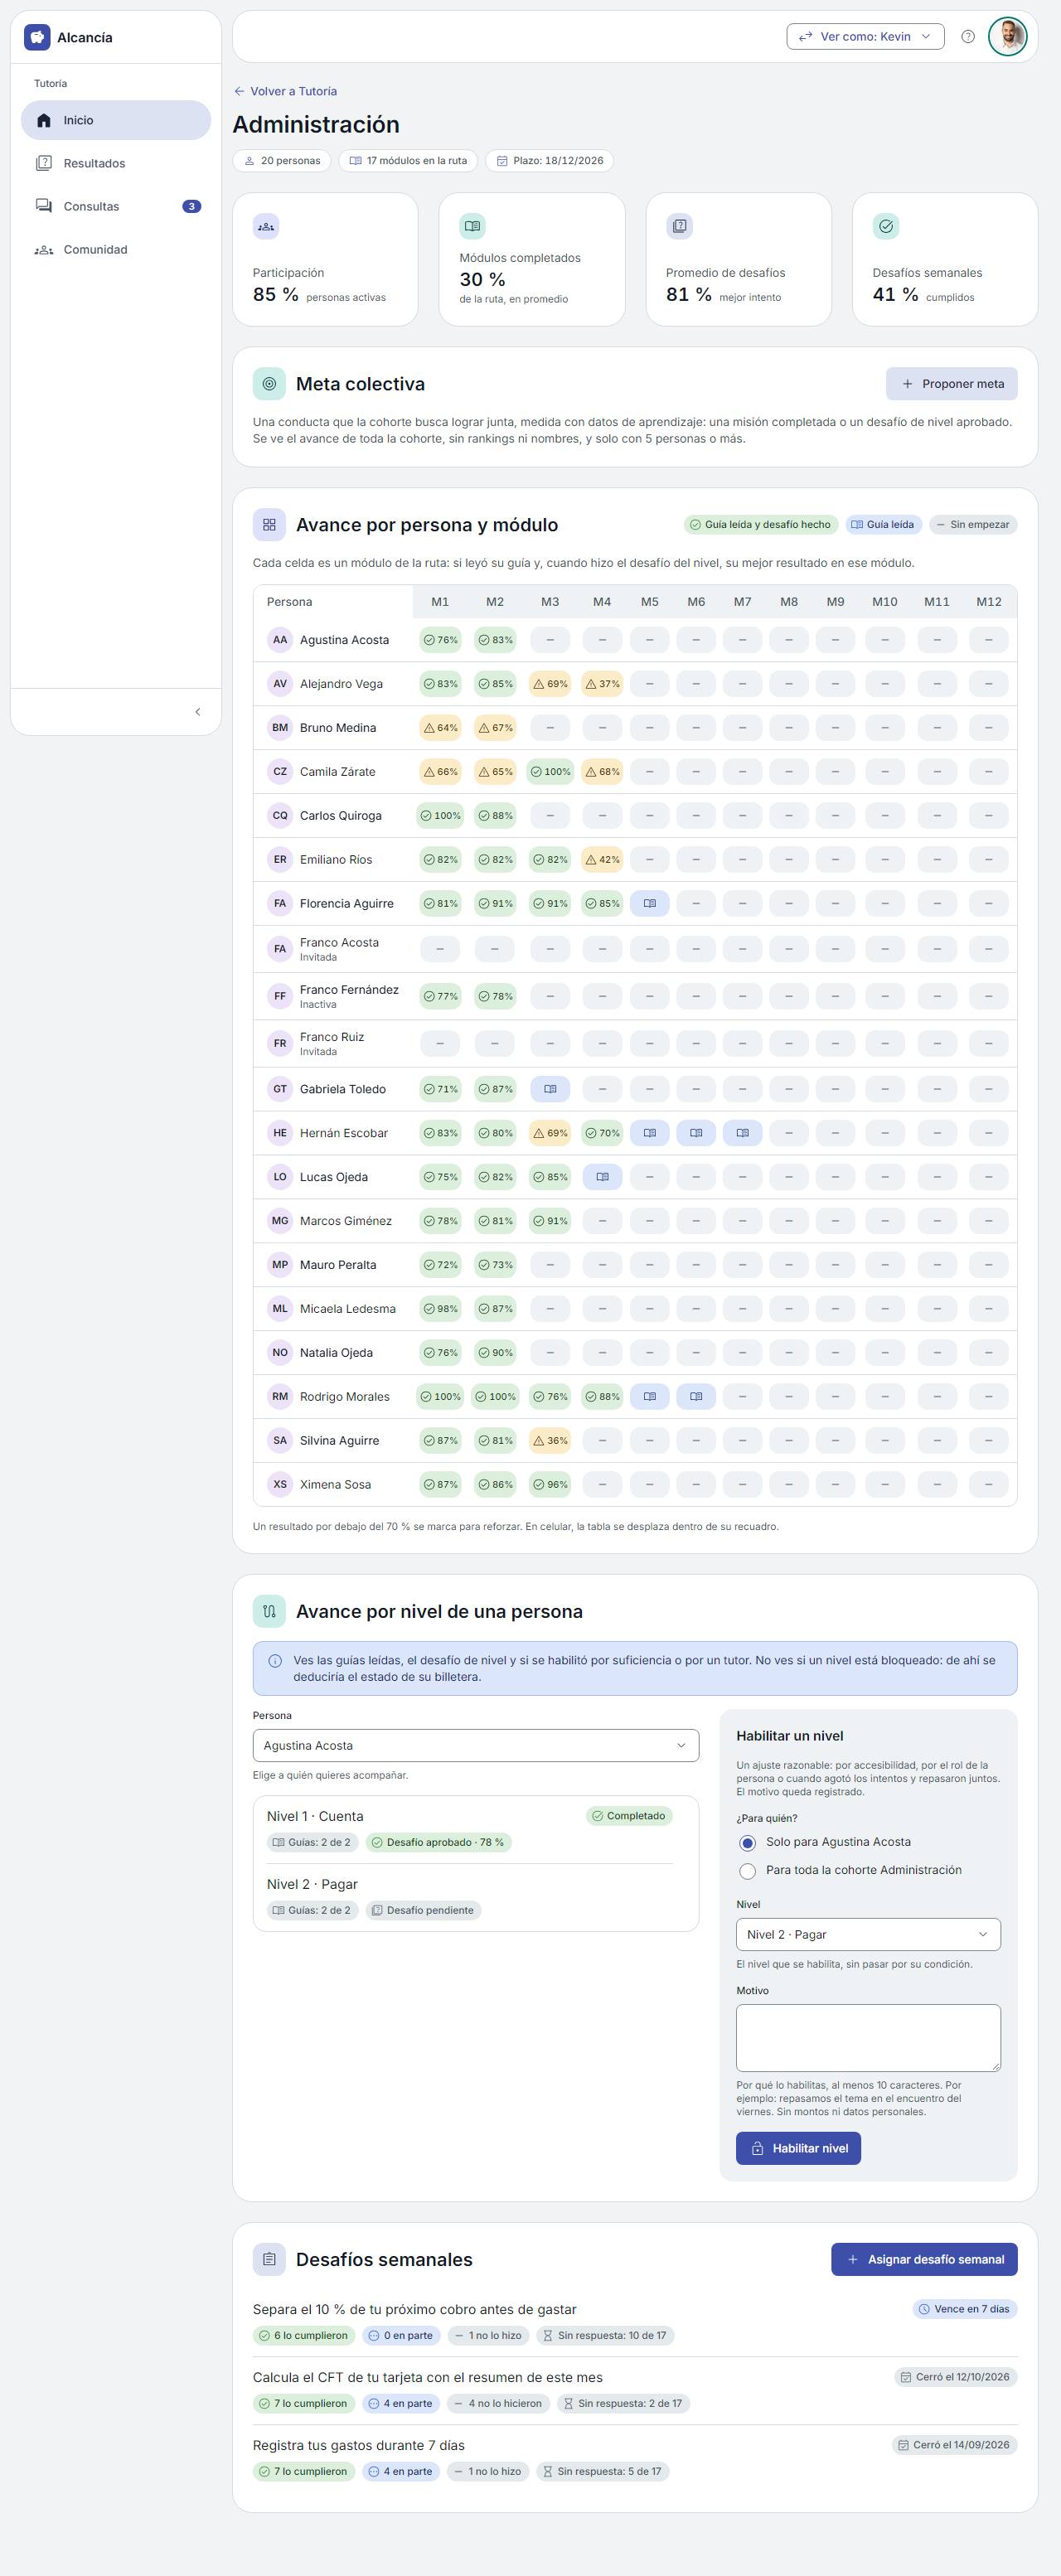 Alcancía
Ver como: Kevin
Tutoría
Inicio
Resultados
Consultas 3
Comunidad
Volver a Tutoría
Administración
20 personas 17 módulos en la ruta Plazo: 18/12/2026
Participación
85 % personas activas
Módulos completados
30 %
de la ruta, en promedio
Promedio de desafíos
81 % mejor intento
Desafíos semanales
41 % cumplidos
Meta colectiva
Proponer meta
Una conducta que la cohorte busca lograr junta, medida con datos de aprendizaje: una misión completada o un desafío de nivel aprobado.
Se ve el avance de toda la cohorte, sin rankings ni nombres, y solo con 5 personas o más.
Avance por persona y módulo
Guía leída y desafío hecho Guía leída Sin empezar
Cada celda es un módulo de la ruta: si leyó su guía y, cuando hizo el desafío del nivel, su mejor resultado en ese módulo.
Persona M1 M2 M3 M4 M5 M6 M7 M8 M9 M10 M11 M12
AA Agustina Acosta 76% 83% – – – – – – – – – –
AV Alejandro Vega 83% 85% 69% 37% – – – – – – – –
BM Bruno Medina 64% 67% – – – – – – – – – –
CZ Camila Zárate 66% 65% 100% 68% – – – – – – – –
CQ Carlos Quiroga 100% 88% – – – – – – – – – –
ER Emiliano Ríos 82% 82% 82% 42% – – – – – – – –
FA Florencia Aguirre 81% 91% 91% 85% – – – – – – –
FA Franco Acosta – – – – – – – – – – – –
Invitada
FF Franco Fernández 77% 78% – – – – – – – – – –
Inactiva
FR Franco Ruiz – – – – – – – – – – – –
Invitada
GT Gabriela Toledo 71% 87% – – – – – – – – –
HE Hernán Escobar 83% 80% 69% 70% – – – – –
LO Lucas Ojeda 75% 82% 85% – – – – – – – –
MG Marcos Giménez 78% 81% 91% – – – – – – – – –
MP Mauro Peralta 72% 73% – – – – – – – – – –
ML Micaela Ledesma 98% 87% – – – – – – – – – –
NO Natalia Ojeda 76% 90% – – – – – – – – – –
RM Rodrigo Morales 100% 100% 76% 88% – – – – – –
SA Silvina Aguirre 87% 81% 36% – – – – – – – – –
XS Ximena Sosa 87% 86% 96% – – – – – – – – –
Un resultado por debajo del 70 % se marca para reforzar. En celular, la tabla se desplaza dentro de su recuadro.
Avance por nivel de una persona
Ves las guías leídas, el desafío de nivel y si se habilitó por suficiencia o por un tutor. No ves si un nivel está bloqueado: de ahí se
deduciría el estado de su billetera.
Persona
Agustina Acosta
Elige a quién quieres acompañar.
Nivel 1 · Cuenta Completado
Guías: 2 de 2 Desafío aprobado · 78 %
Nivel 2 · Pagar
Guías: 2 de 2 Desafío pendiente
Habilitar un nivel
Un ajuste razonable: por accesibilidad, por el rol de la
persona o cuando agotó los intentos y repasaron juntos.
El motivo queda registrado.
¿Para quién?
Solo para Agustina Acosta
Para toda la cohorte Administración
Nivel
Nivel 2 · Pagar
El nivel que se habilita, sin pasar por su condición.
Motivo
Por qué lo habilitas, al menos 10 caracteres. Por
ejemplo: repasamos el tema en el encuentro del
viernes. Sin montos ni datos personales.
Habilitar nivel
Desafíos semanales
Asignar desafío semanal
Separa el 10 % de tu próximo cobro antes de gastar Vence en 7 días
6 lo cumplieron 0 en parte 1 no lo hizo Sin respuesta: 10 de 17
Calcula el CFT de tu tarjeta con el resumen de este mes Cerró el 12/10/2026
7 lo cumplieron 4 en parte 4 no lo hicieron Sin respuesta: 2 de 17
Registra tus gastos durante 7 días Cerró el 14/09/2026
7 lo cumplieron 4 en parte 1 no lo hizo Sin respuesta: 5 de 17